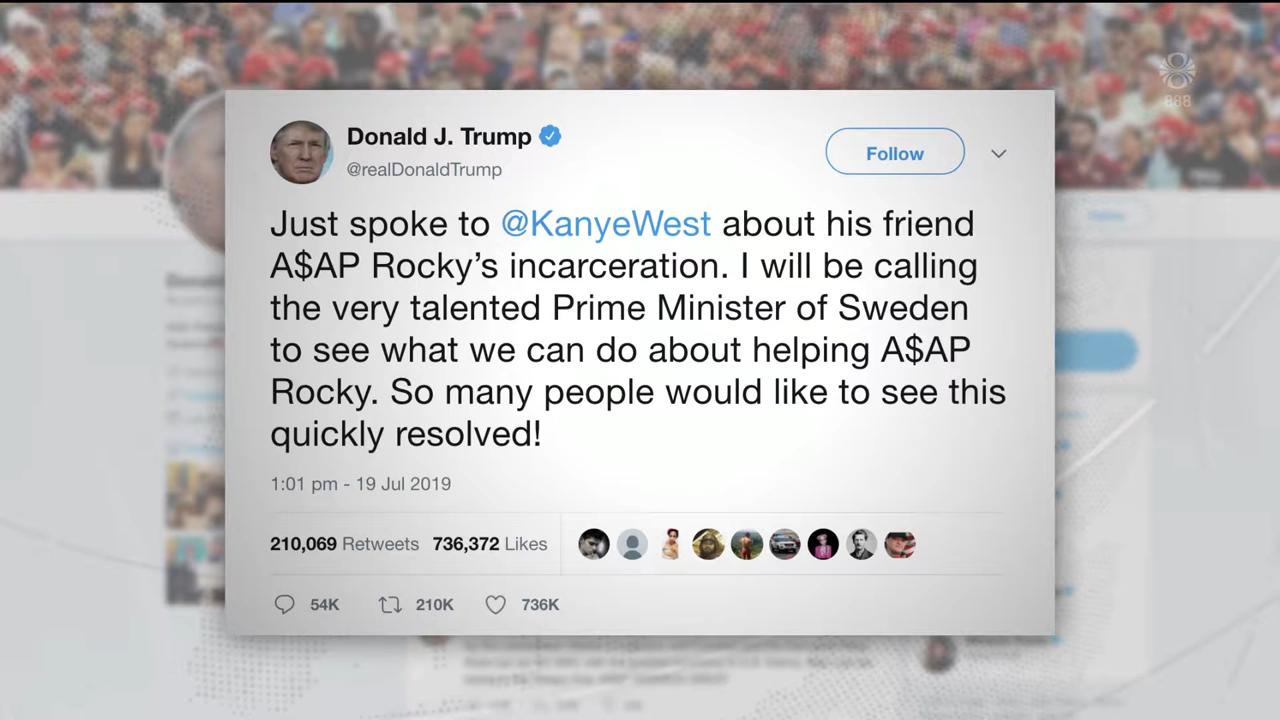 888
Donald J. Trump
@realDonaldTrump
Follow
Just spoke to @KanyeWest about his friend
A$AP Rocky’s incarceration. I will be calling
the very talented Prime Minister of Sweden
to see what we can do about helping A$AP
Rocky. So many people would like to see this
quickly resolved!
1:01 pm - 19 Jul 2019
210,069 Retweets 736,372 Likes
54K 210K 736K